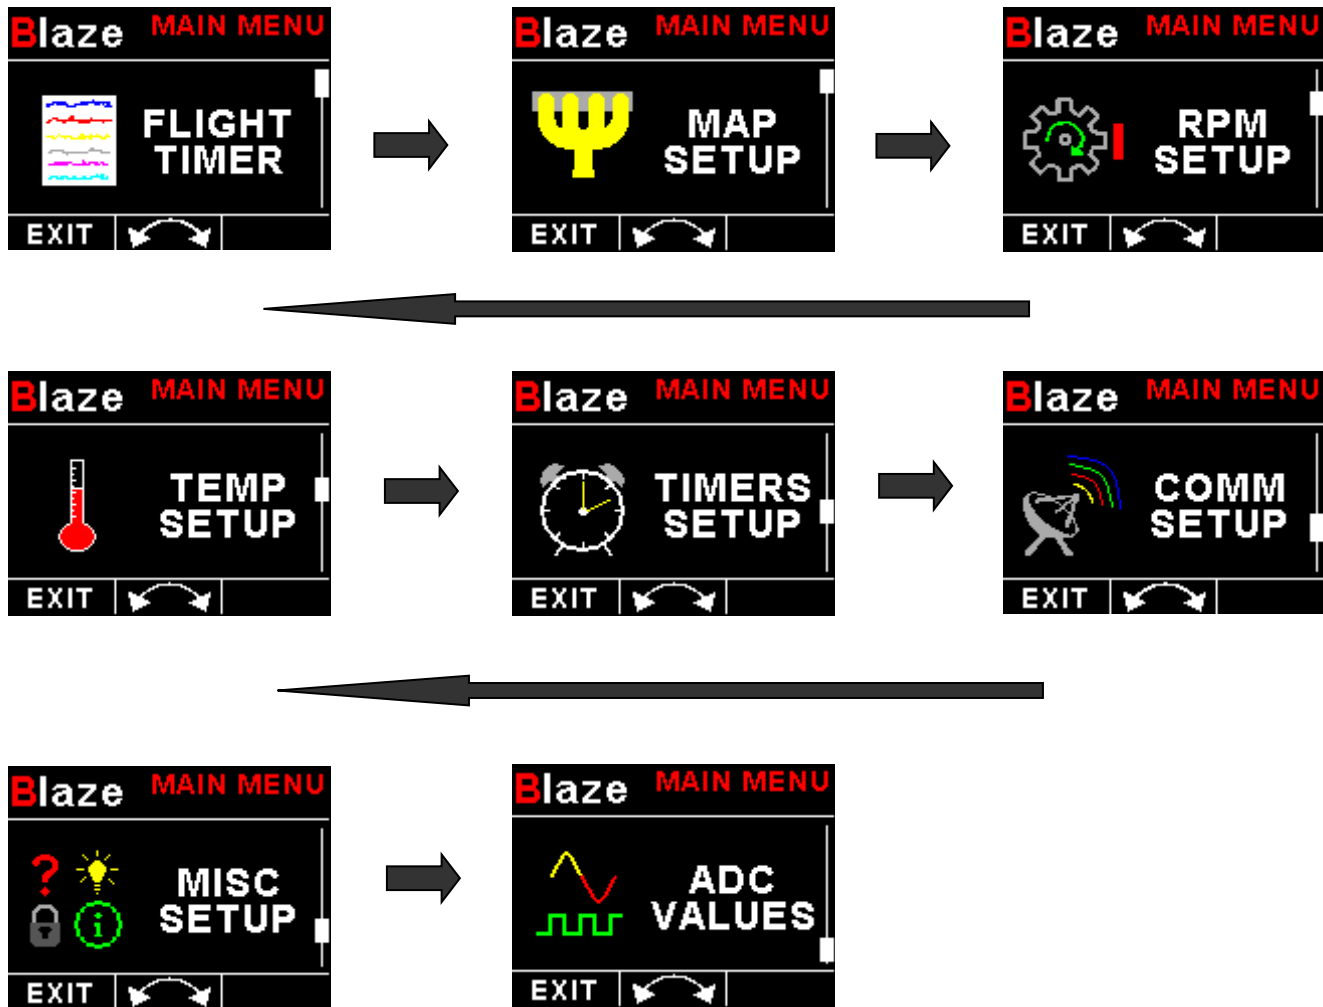 Blaze MAIN MENU
FLIGHT
TIMER
EXIT
Blaze MAIN MENU
MAP
SETUP
EXIT
Blaze MAIN MENU
RPM
SETUP
EXIT
Blaze MAIN MENU
TEMP
SETUP
EXIT
Blaze MAIN MENU
TIMERS
SETUP
EXIT
Blaze MAIN MENU
COMM
SETUP
EXIT
Blaze MAIN MENU
?
i
MISC
SETUP
EXIT
Blaze MAIN MENU
ADC
VALUES
EXIT